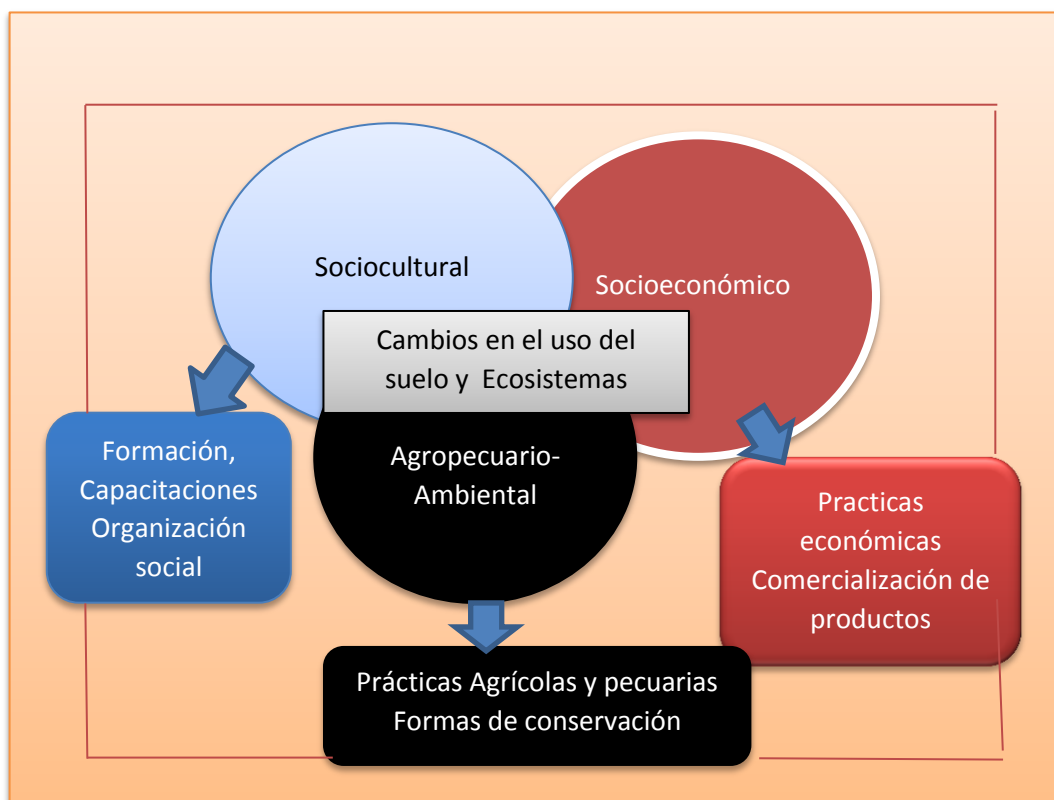 Sociocultural
Socioeconómico
Cambios en el uso del
suelo y Ecosistemas
Agropecuario-
Ambiental
Formación,
Capacitaciones
Organización
social
Practicas
económicas
Comercialización de
productos
Prácticas Agrícolas y pecuarias
Formas de conservación